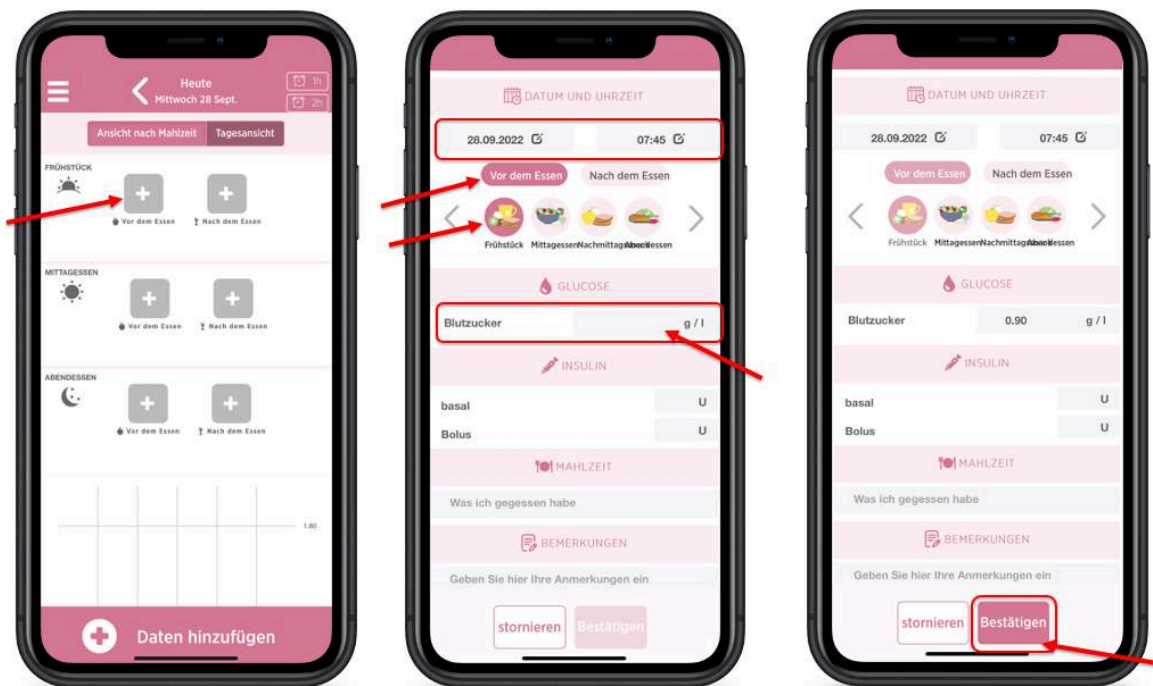 Heute
Mittwoch 28 Sept.
1h
2h
Ansicht nach Mahlzeit Tagesansicht
FRÜHSTÜCK
Vor dem Essen Nach dem Essen
MITTAGESSEN
Vor dem Essen Nach dem Essen
ABENDESSEN
Vor dem Essen Nach dem Essen
1.80
Daten hinzufügen
DATUM UND UHRZEIT
28.09.2022 07:45
Vor dem Essen Nach dem Essen
Frühstück Mittagessen
GLUCOSE
Blutzucker g / l
INSULIN
basal U
Bolus U
MAHLZEIT
Was ich gegessen habe
BEMERKUNGEN
Geben Sie hier Ihre Anmerkungen ein
stornieren Bestätigen
DATUM UND UHRZEIT
28.09.2022 07:45
Vor dem Essen Nach dem Essen
Frühstück Mittagessen
GLUCOSE
Blutzucker 0.90 g / l
INSULIN
basal U
Bolus U
MAHLZEIT
Was ich gegessen habe
BEMERKUNGEN
Geben Sie hier Ihre Anmerkungen ein
stornieren Bestätigen